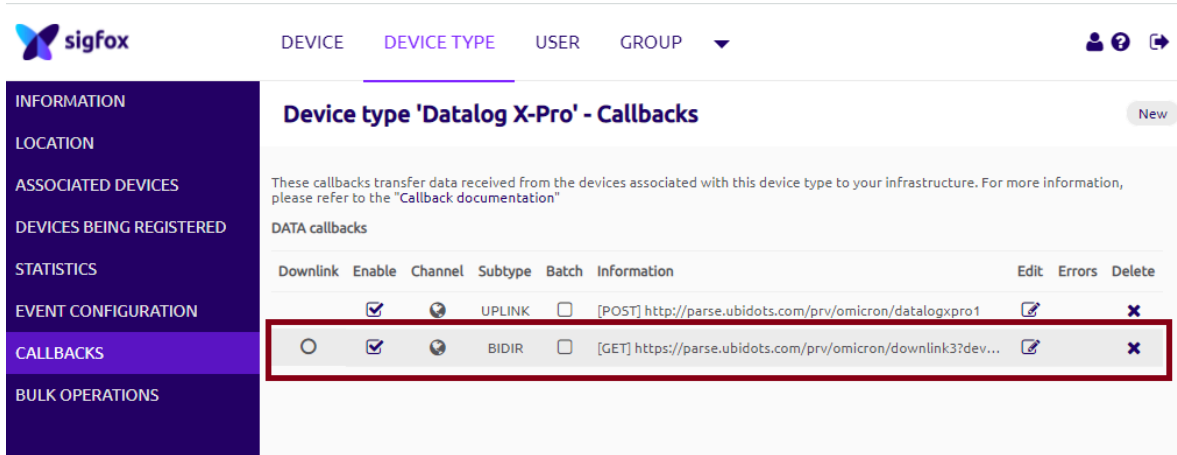 sigfox
DEVICE DEVICE TYPE USER GROUP
INFORMATION
LOCATION
ASSOCIATED DEVICES
DEVICES BEING REGISTERED
STATISTICS
EVENT CONFIGURATION
CALLBACKS
BULK OPERATIONS
Device type 'Datalog X-Pro' - Callbacks
New
These callbacks transfer data received from the devices associated with this device type to your infrastructure. For more information,
please refer to the "Callback documentation"
DATA callbacks
Downlink Enable Channel Subtype Batch Information Edit Errors Delete
UPLINK [POST] http://parse.ubidots.com/prv/omicron/datalogxpro1
BIDIR [GET] https://parse.ubidots.com/prv/omicron/downlink3?dev...